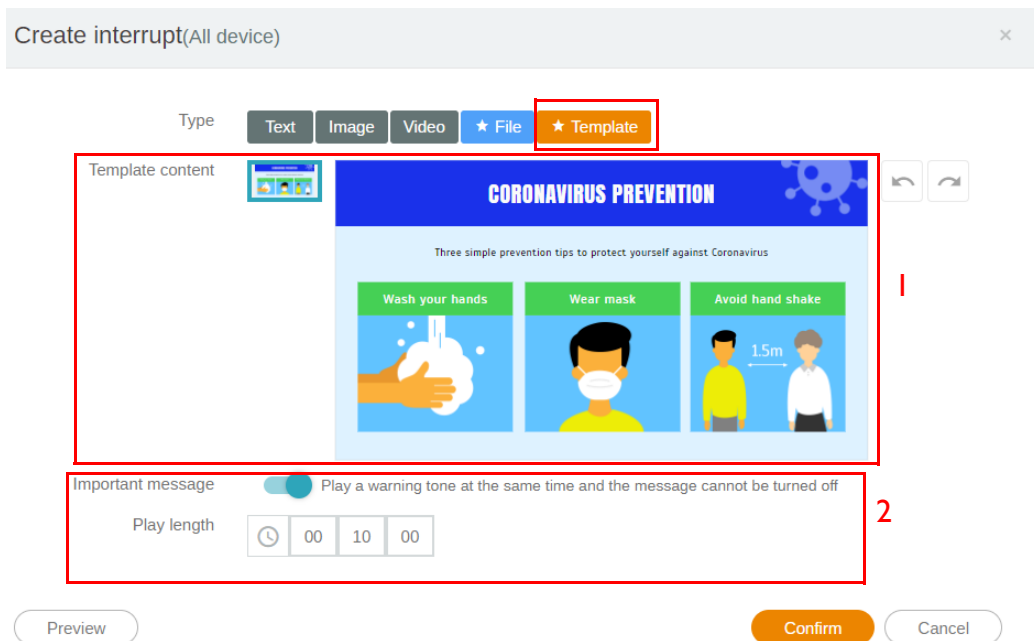 Create interrupt(All device)
Type
Text
Image
Video
File
Template
Template content
CORONAVIRUS PREVENTION
Three simple prevention tips to protect yourself against Coronavirus
Wash your hands
Wear mask
Avoid hand shake
1.5m
1
Important message
Play a warning tone at the same time and the message cannot be turned off
Play length
00 10 00
2
Preview
Confirm
Cancel